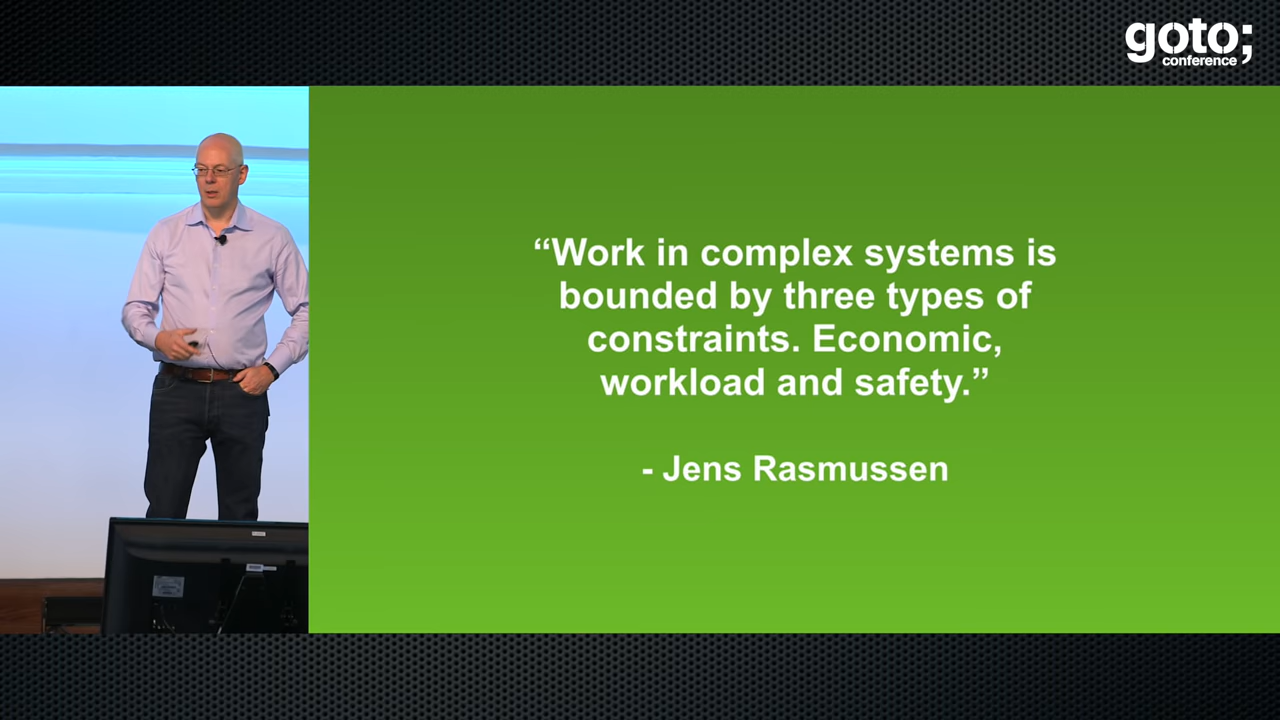 goto;
conference
“Work in complex systems is
bounded by three types of
constraints. Economic,
workload and safety.”
- Jens Rasmussen